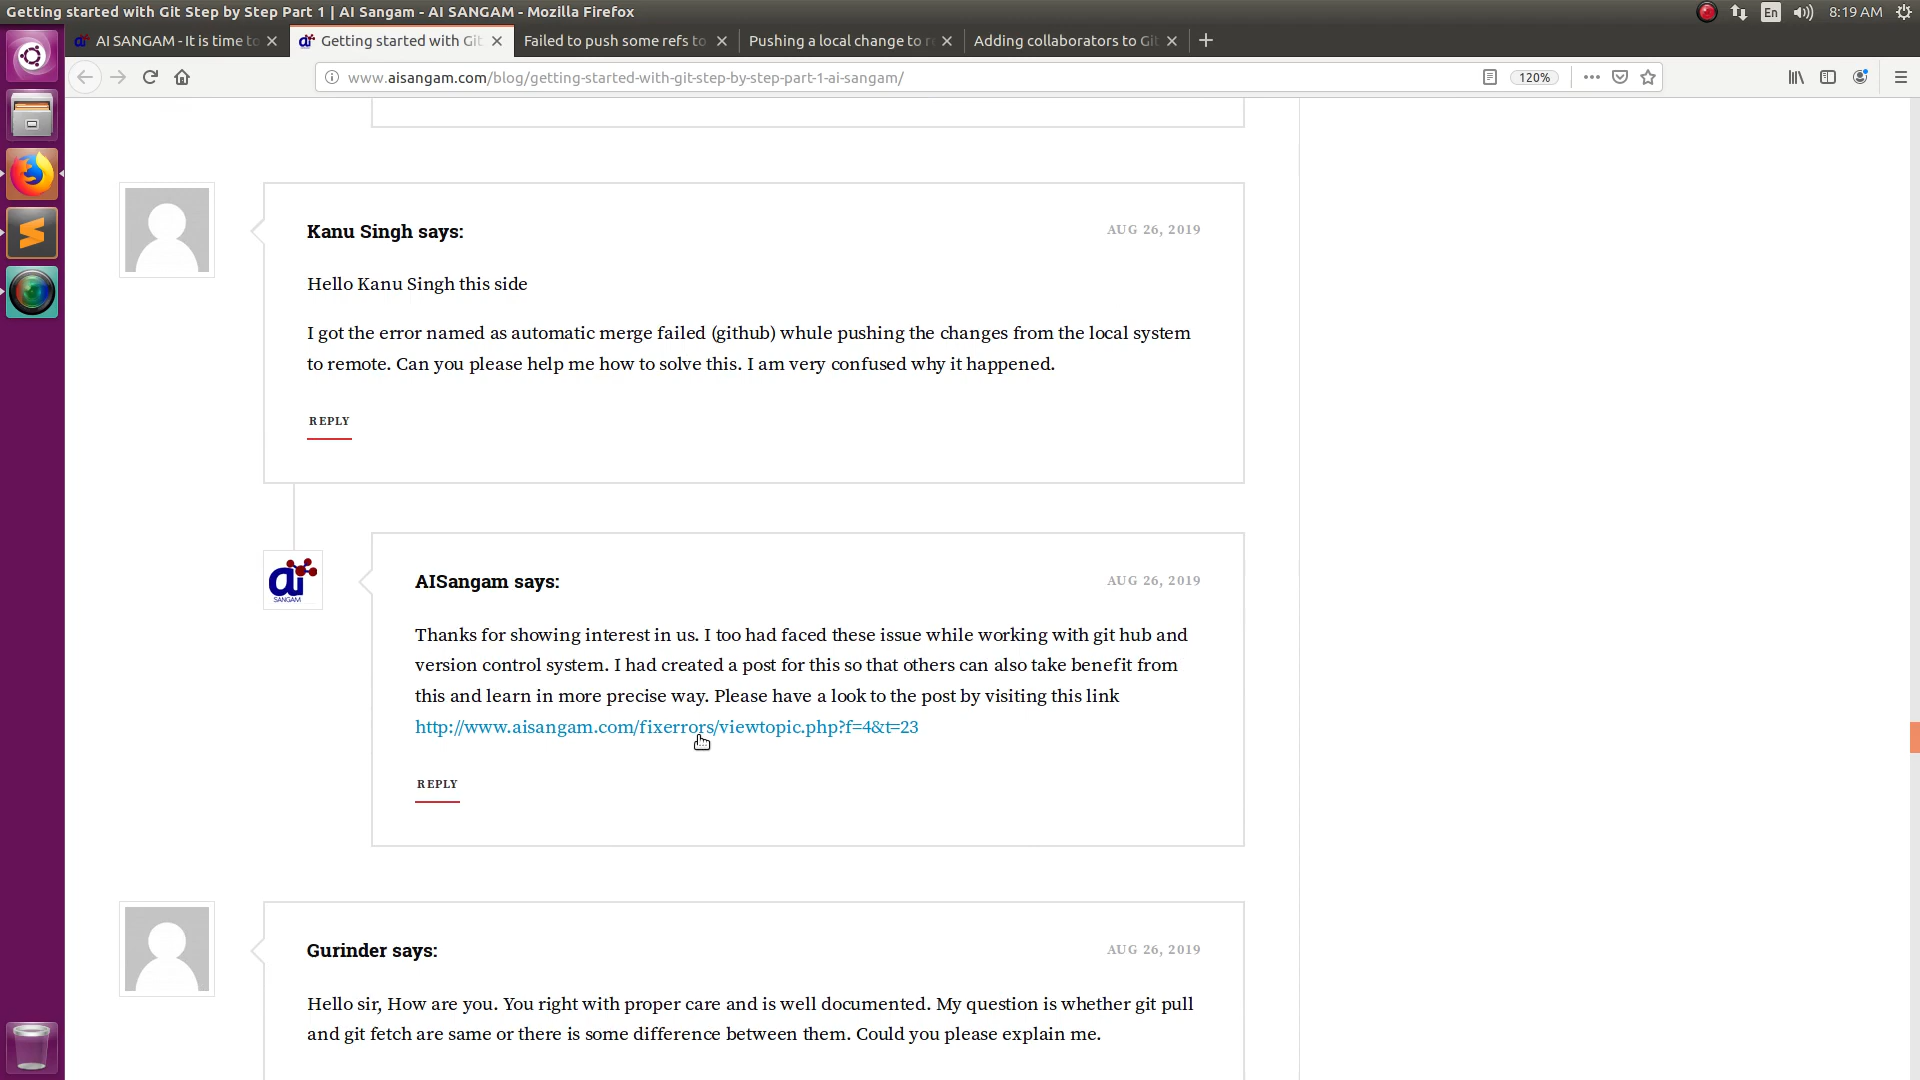 Getting started with Git Step by Step Part 1 | AI Sangam - AI SANGAM - Mozilla Firefox
En
8:19 AM
AI SANGAM - It is time to
Getting started with Git
Failed to push some refs to
Pushing a local change to r
Adding collaborators to Git
www.aisangam.com/blog/getting-started-with-git-step-by-step-part-1-ai-sangam/
120%
Kanu Singh says:
AUG 26, 2019
Hello Kanu Singh this side
I got the error named as automatic merge failed (github) whule pushing the changes from the local system
to remote. Can you please help me how to solve this. I am very confused why it happened.
REPLY
ai
SANGAM
AISangam says:
AUG 26, 2019
Thanks for showing interest in us. I too had faced these issue while working with git hub and
version control system. I had created a post for this so that others can also take benefit from
this and learn in more precise way. Please have a look to the post by visiting this link
http://www.aisangam.com/fixerrors/viewtopic.php?f=4&t=23
REPLY
Gurinder says:
AUG 26, 2019
Hello sir, How are you. You right with proper care and is well documented. My question is whether git pull
and git fetch are same or there is some difference between them. Could you please explain me.